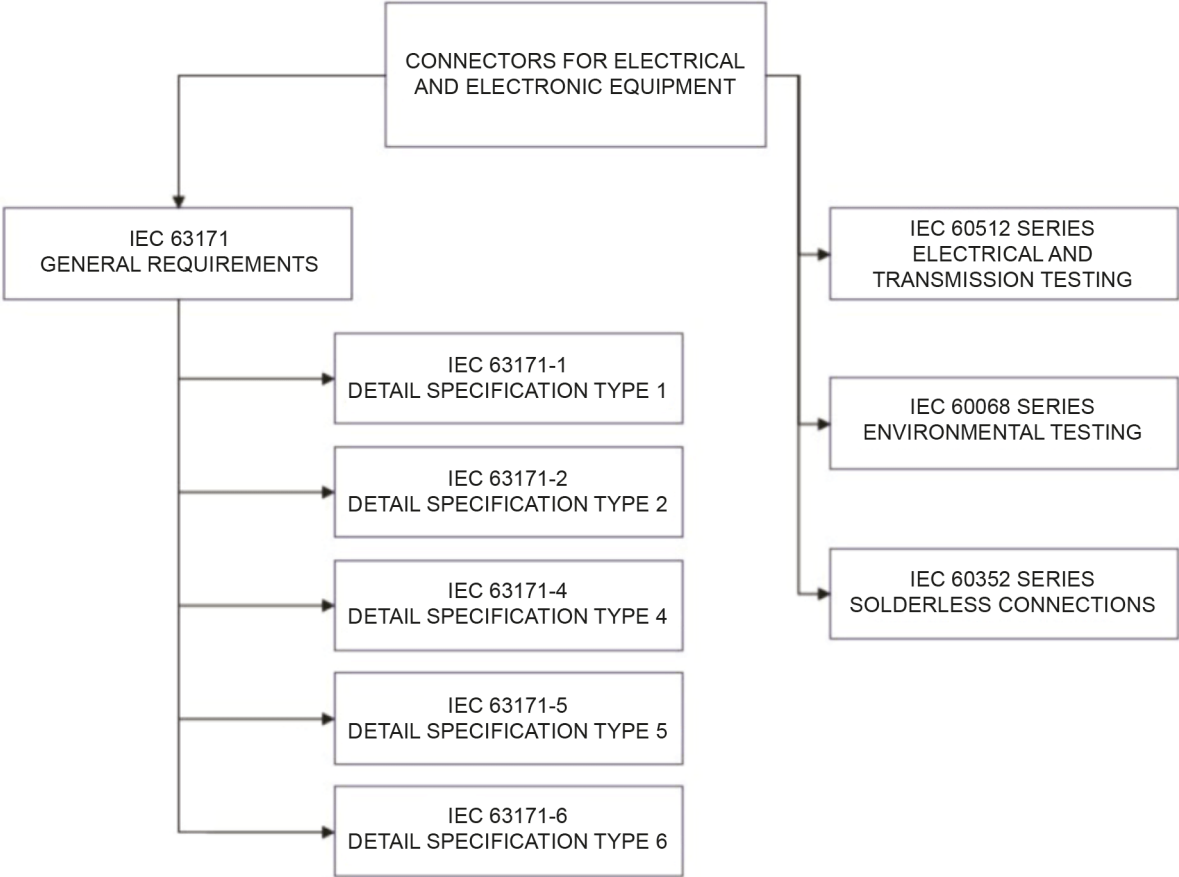 CONNECTORS FOR ELECTRICAL
AND ELECTRONIC EQUIPMENT
IEC 63171
GENERAL REQUIREMENTS
IEC 63171-1
DETAIL SPECIFICATION TYPE 1
IEC 63171-2
DETAIL SPECIFICATION TYPE 2
IEC 63171-4
DETAIL SPECIFICATION TYPE 4
IEC 63171-5
DETAIL SPECIFICATION TYPE 5
IEC 63171-6
DETAIL SPECIFICATION TYPE 6
IEC 60512 SERIES
ELECTRICAL AND
TRANSMISSION TESTING
IEC 60068 SERIES
ENVIRONMENTAL TESTING
IEC 60352 SERIES
SOLDERLESS CONNECTIONS